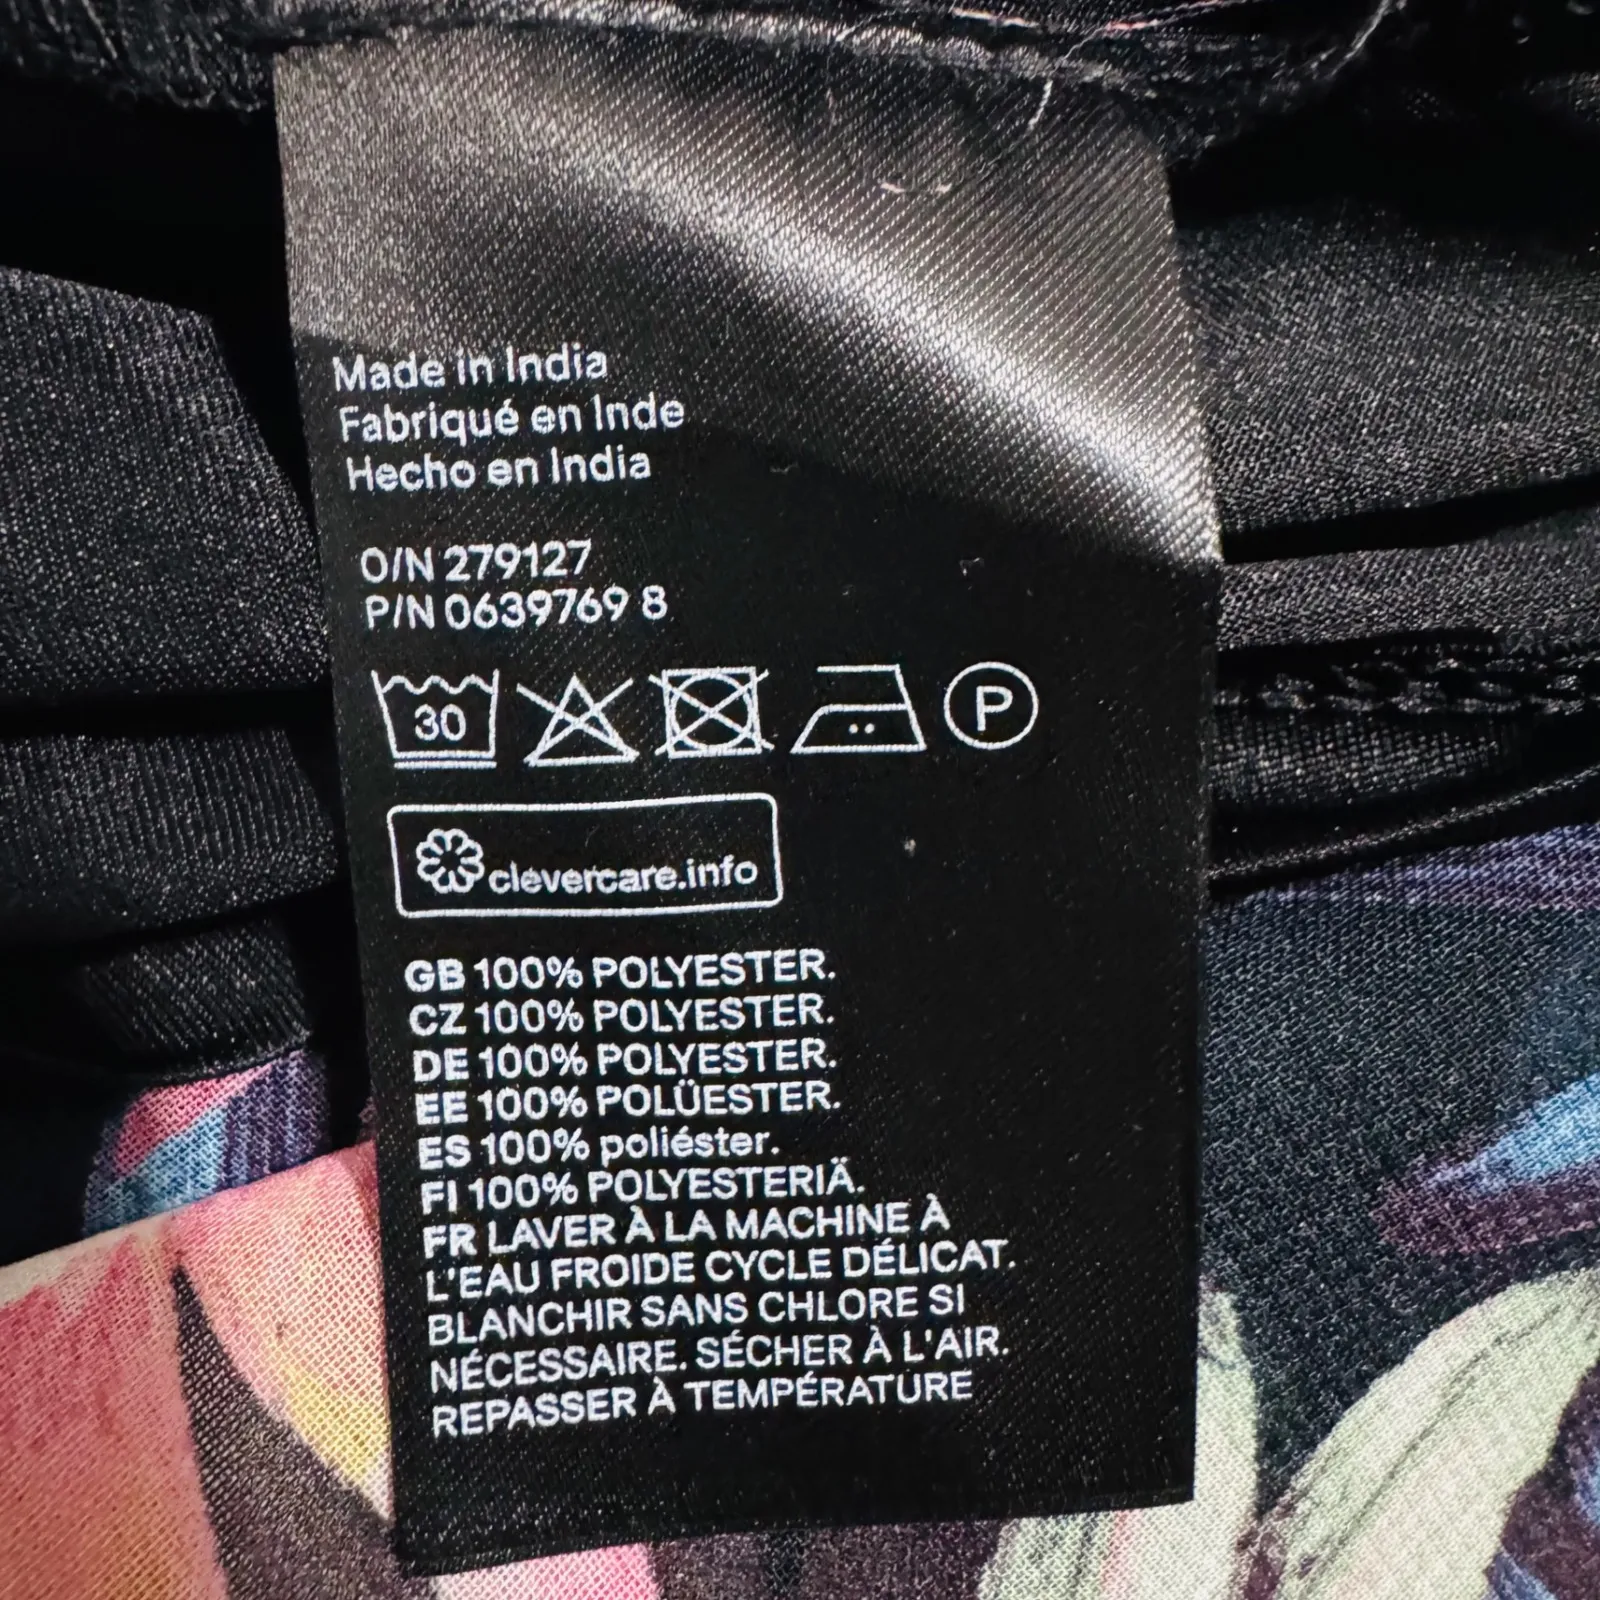 Made in India
Fabriqué en Inde
Hecho en India
O/N 279127
P/N 0639769 8
30
P
clevercare.info
GB 100% POLYESTER.
CZ 100% POLYESTER.
DE 100% POLYESTER.
EE 100% POLÜESTER.
ES 100% poliéster.
FI 100% POLYESTERIÄ.
FR LAVER À LA MACHINE À
L'EAU FROIDE CYCLE DÉLICAT.
BLANCHIR SANS CHLORE SI
NÉCESSAIRE. SÉCHER À L'AIR.
REPASSER À TEMPÉRATURE